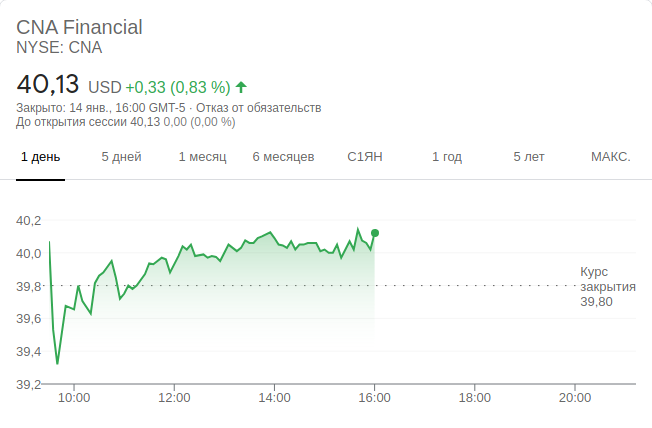 CNA Financial
NYSE: CNA
40,13 USD +0,33 (0,83 %)
Закрыто: 14 янв., 16:00 GMT-5 · Отказ от обязательств
До открытия сессии 40,13 0,00 (0,00 %)
1 день 5 дней 1 месяц 6 месяцев С1ЯН 1 год 5 лет МАКС.
40,2
40,0
39,8
39,6
39,4
39,2
Курс
закрытия
39,80
10:00 12:00 14:00 16:00 18:00 20:00